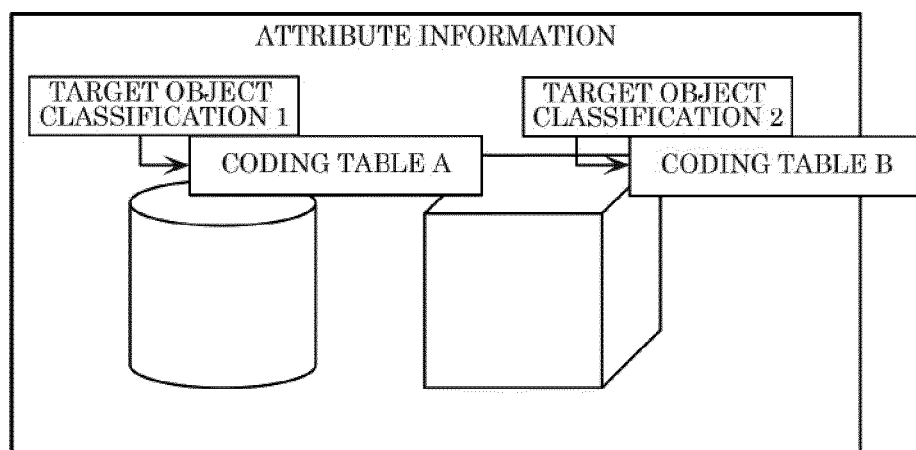 ATTRIBUTE INFORMATION
TARGET OBJECT
CLASSIFICATION 1
CODING TABLE A
TARGET OBJECT
CLASSIFICATION 2
CODING TABLE B